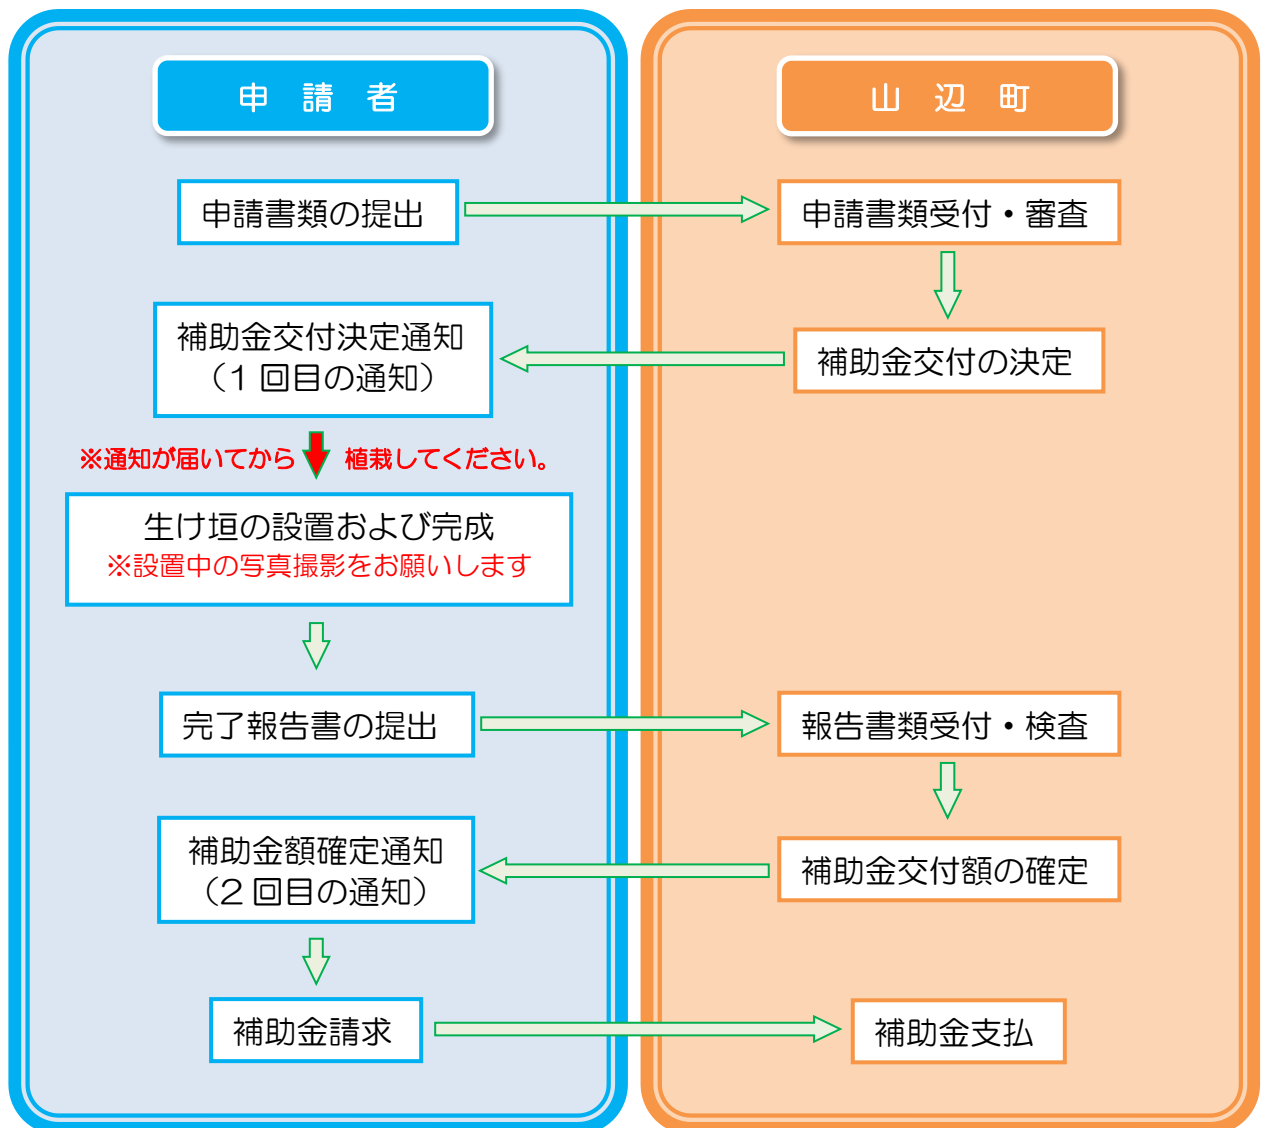 申 請 者
山 辺 町
申請書類の提出
申請書類受付・審査
補助金交付決定通知
（1 回目の通知）
補助金交付の決定
※通知が届いてから 植栽してください。
生け垣の設置および完成
※設置中の写真撮影をお願いします
完了報告書の提出
報告書類受付・検査
補助金額確定通知
（2 回目の通知）
補助金交付額の確定
補助金請求
補助金支払